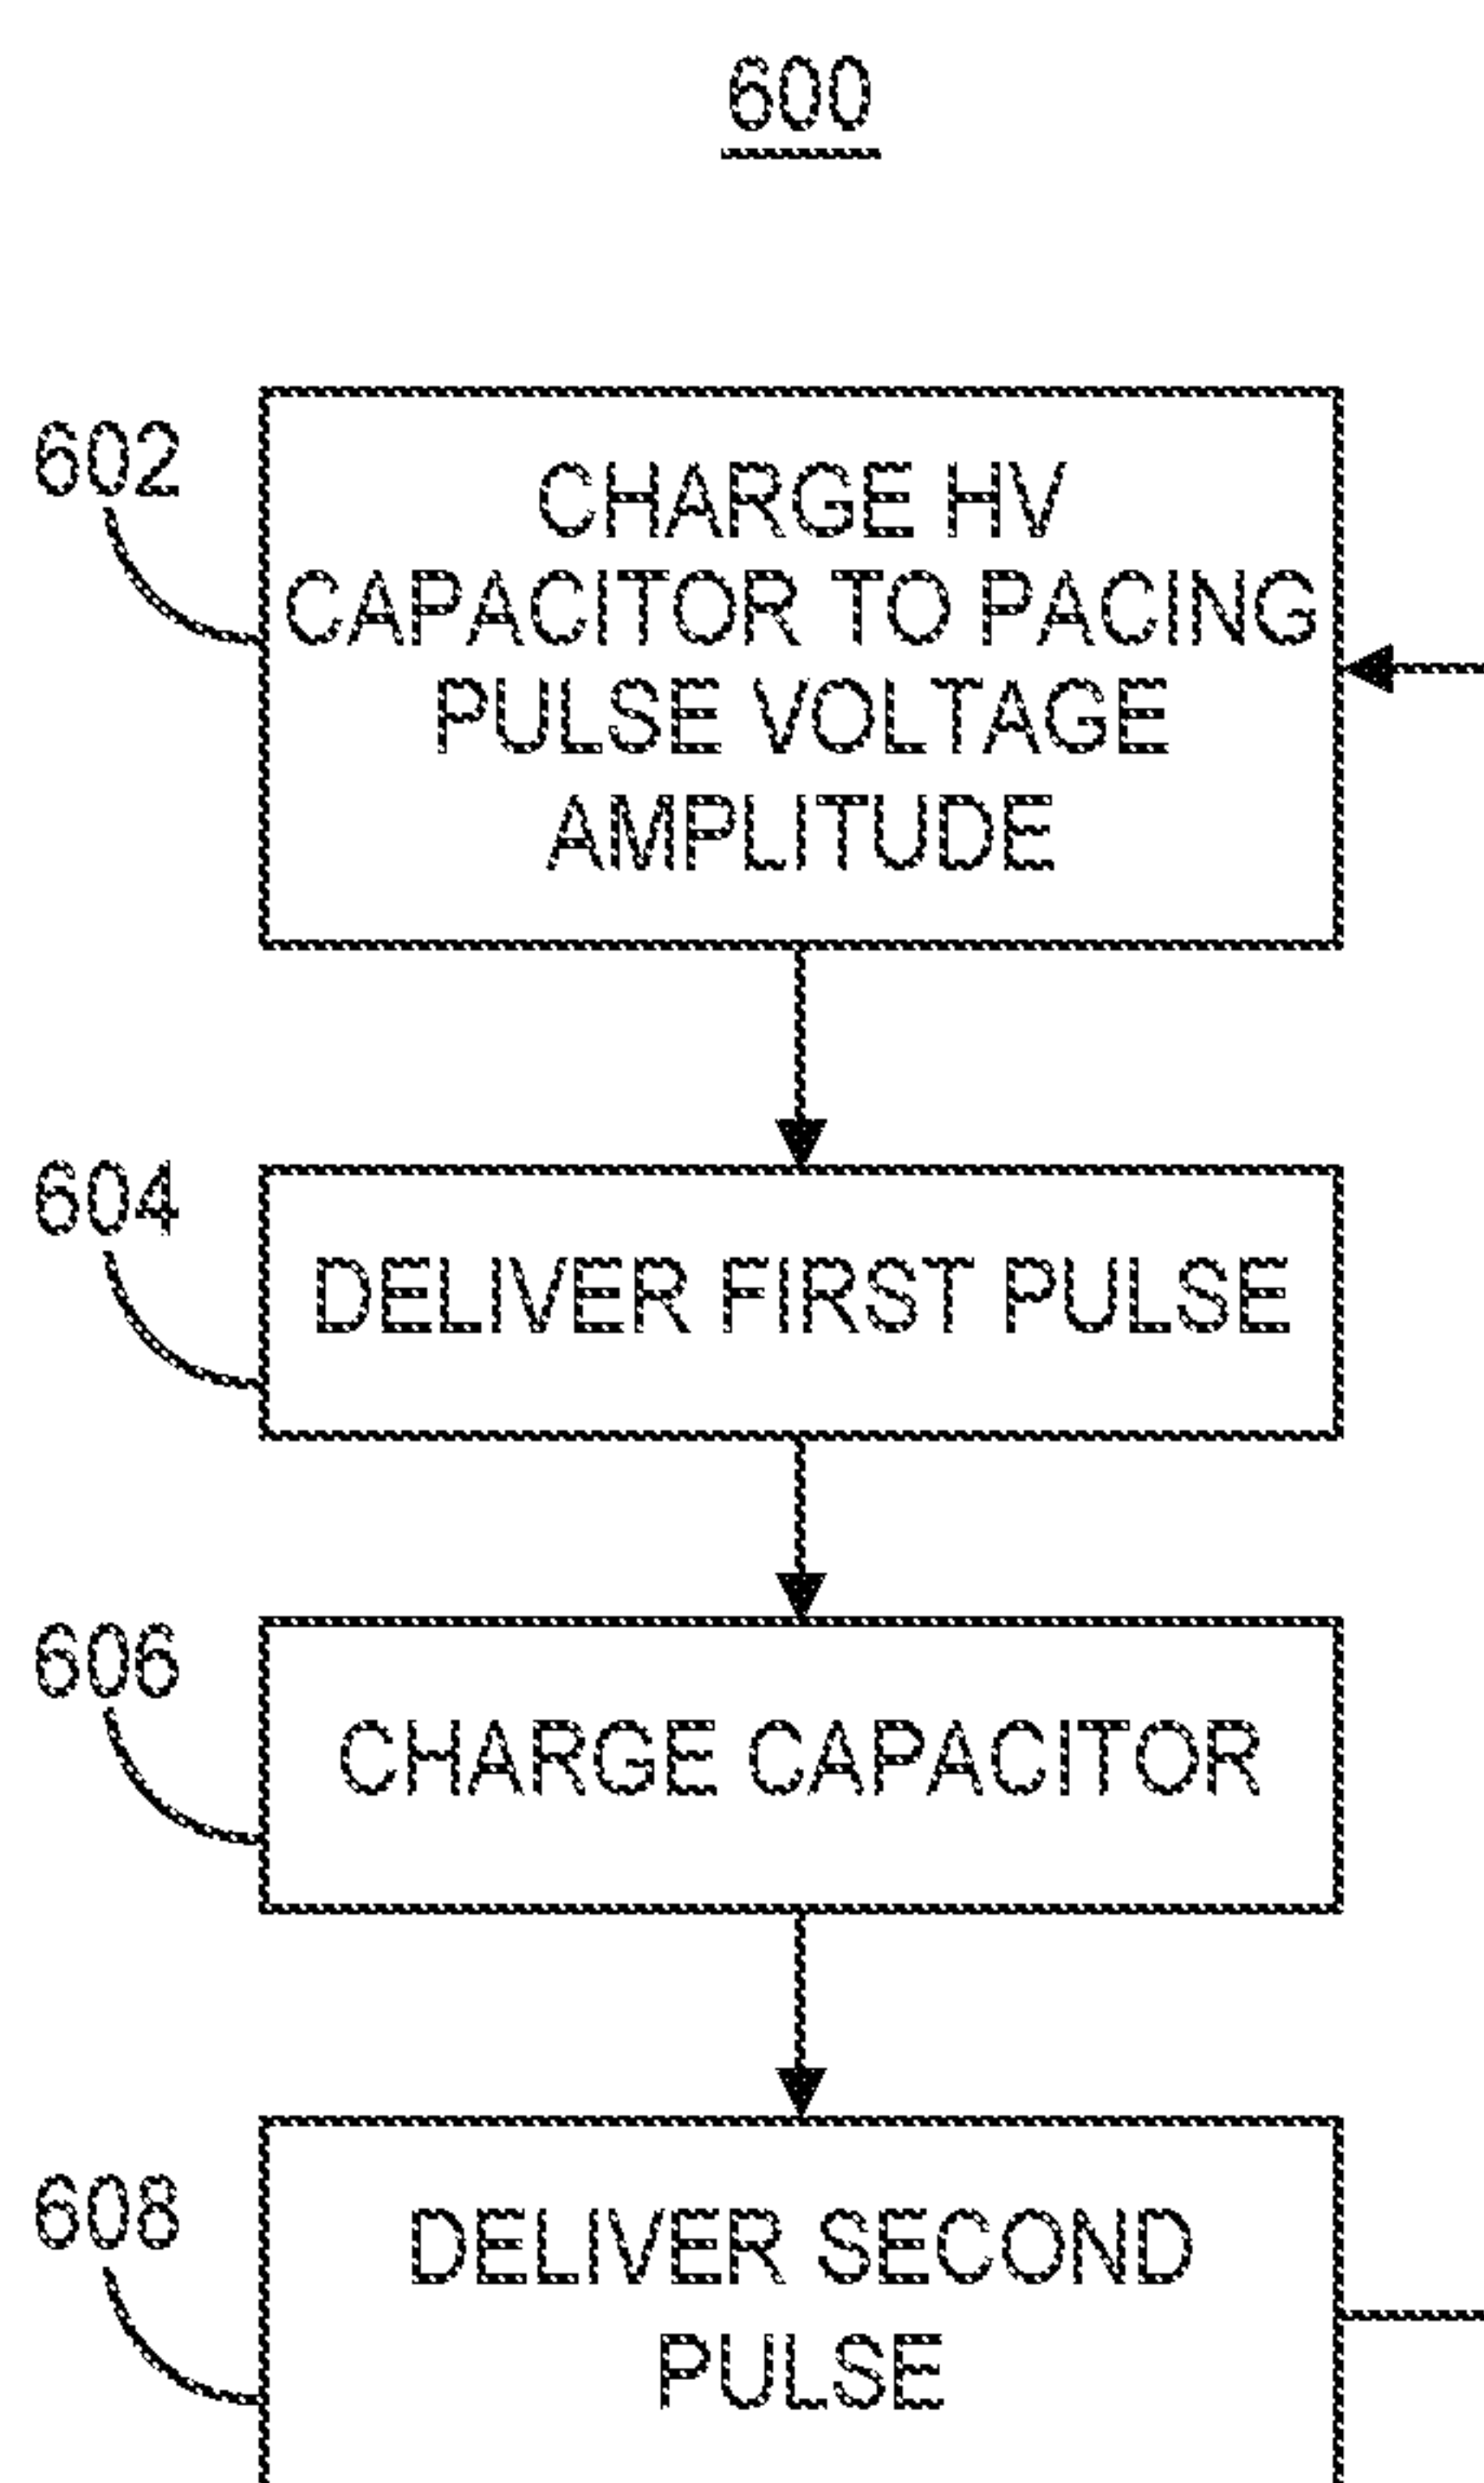 600
602
CHARGE HV
CAPACITOR TO PACING
PULSE VOLTAGE
AMPLITUDE
604
DELIVER FIRST PULSE
606
CHARGE CAPACITOR
608
DELIVER SECOND
PULSE